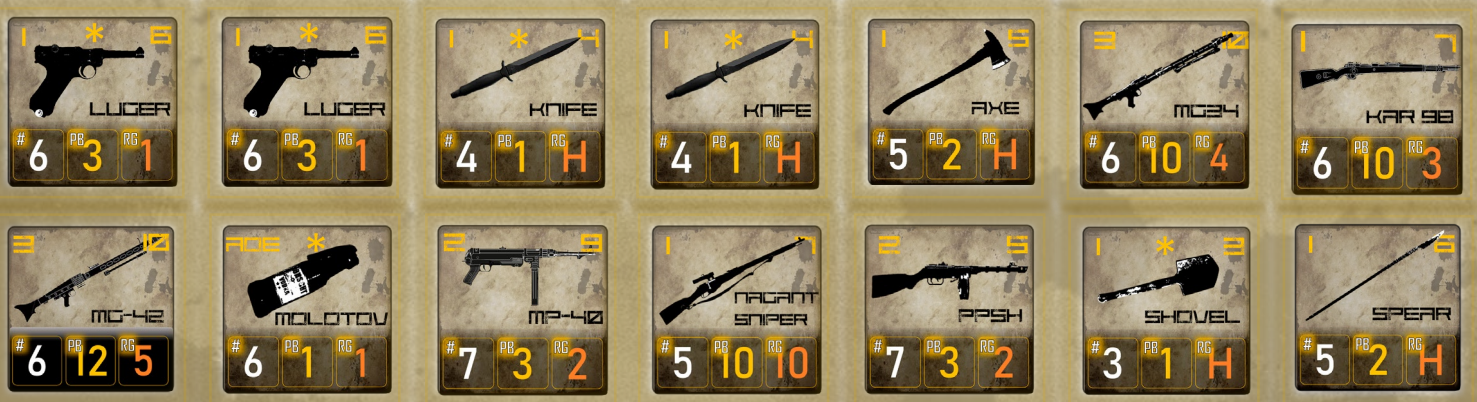 1 * 6
LUGER
# 6 PB 3 RG 1
1 * 6
LUGER
# 6 PB 3 RG 1
1 * 4
KNIFE
# 4 PB 1 RG H
1 * 4
KNIFE
# 4 PB 1 RG H
1 5
AXE
# 5 PB 2 RG H
3 10
MG34
# 6 PB 10 RG 4
1 7
KAR 98
# 6 PB 10 RG 3
3 10
MG-42
# 6 PB 12 RG 5
AOE *
MOLOTOV
# 6 PB 1 RG 1
2 9
MP-40
# 7 PB 3 RG 2
1 7
NAGANT
SNIPER
# 5 PB 10 RG 10
2 5
PPSH
# 7 PB 3 RG 2
1 * 2
SHOVEL
# 3 PB 1 RG H
1 6
SPEAR
# 5 PB 2 RG H